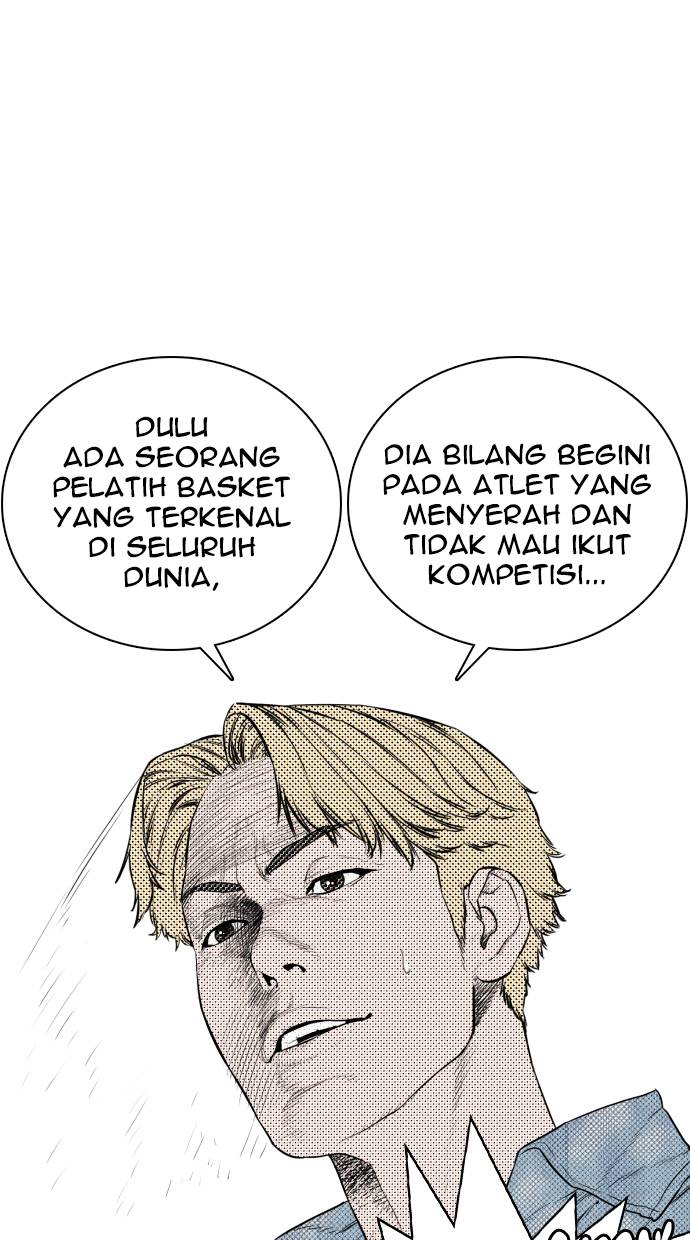 DULU
ADA SEORANG
PELATIH BASKET
YANG TERKENAL
DI SELURUH
DUNIA,
DIA BILANG BEGINI
PADA ATLET YANG
MENYERAH DAN
TIDAK MAU IKUT
KOMPETISI...